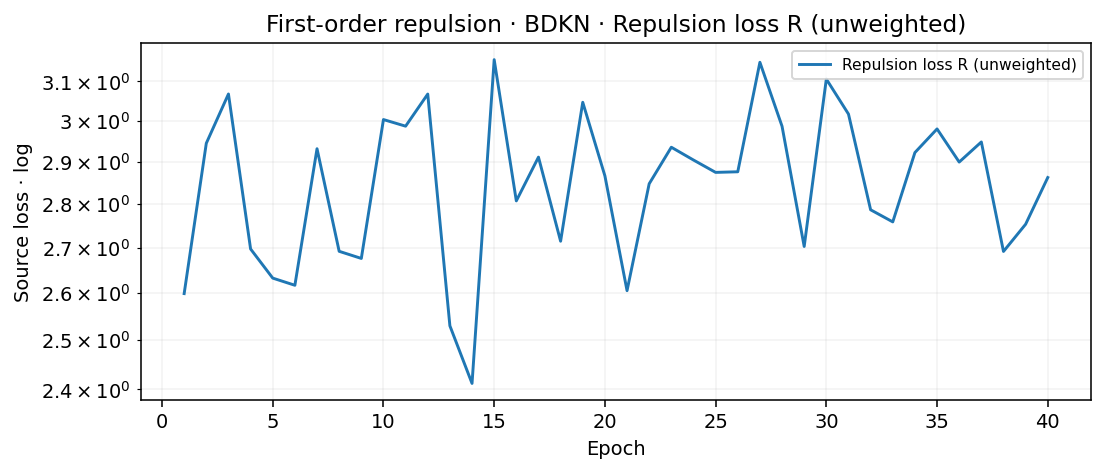 First-order repulsion · BDKN · Repulsion loss R (unweighted)
Repulsion loss R (unweighted)
Source loss · log
3.1 × 10⁰
3 × 10⁰
2.9 × 10⁰
2.8 × 10⁰
2.7 × 10⁰
2.6 × 10⁰
2.5 × 10⁰
2.4 × 10⁰
0 5 10 15 20 25 30 35 40
Epoch